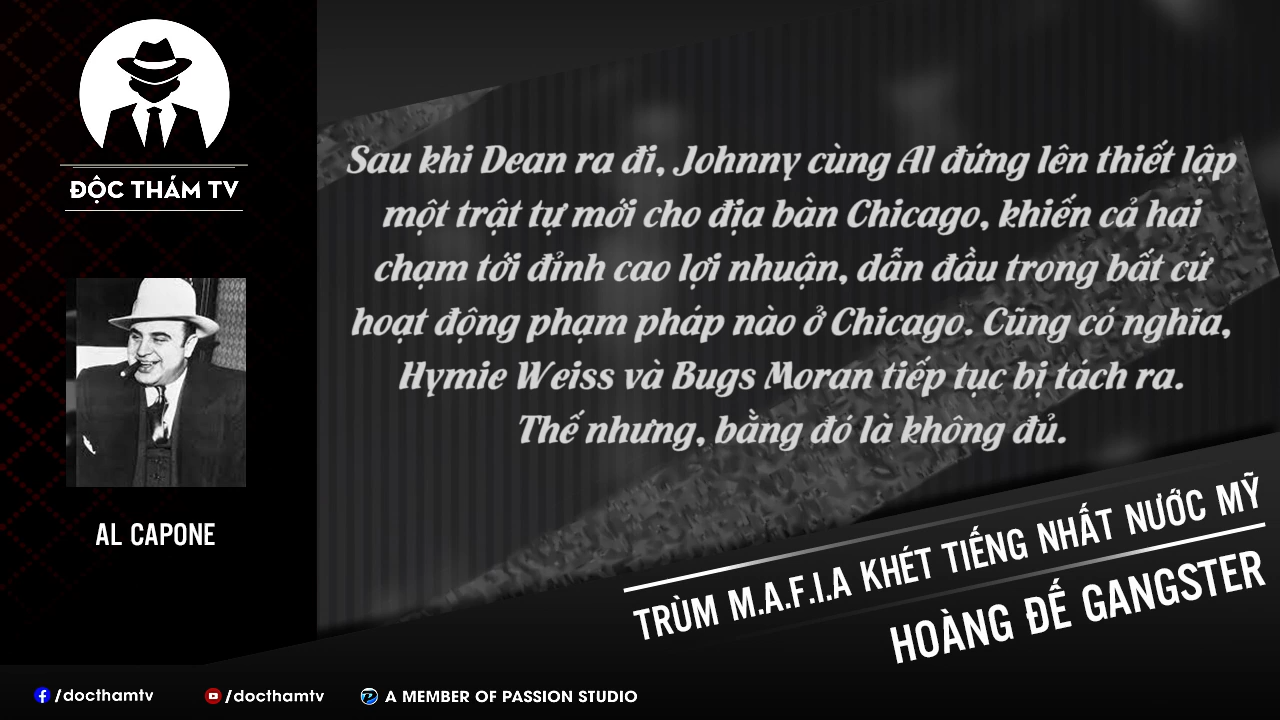 ĐỘC THÁM TV
AL CAPONE
Sau khi Dean ra đi, Johnny cùng Al đứng lên thiết lập
một trật tự mới cho địa bàn Chicago, khiến cả hai
chạm tới đỉnh cao lợi nhuận, dẫn đầu trong bất cứ
hoạt động phạm pháp nào ở Chicago. Cũng có nghĩa,
Hymie Weiss và Bugs Moran tiếp tục bị tách ra.
Thế nhưng, bằng đó là không đủ.
TRÙM M.A.F.I.A KHÉT TIẾNG NHẤT NƯỚC MỸ
HOÀNG ĐẾ GANGSTER
/docthamtv
/docthamtv
A MEMBER OF PASSION STUDIO